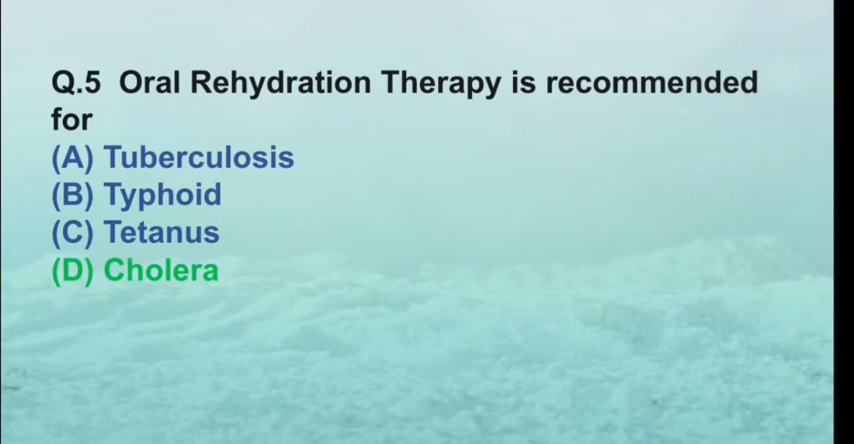 Q.5 Oral Rehydration Therapy is recommended
for
(A) Tuberculosis
(B) Typhoid
(C) Tetanus
(D) Cholera